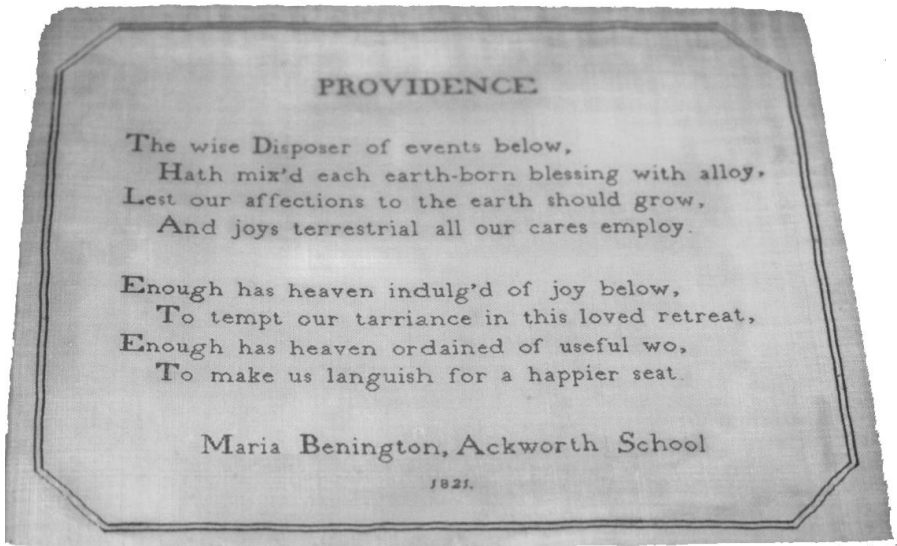 PROVIDENCE
The wise Disposer of events below,
Hath mix'd each earth-born blessing with alloy,
Lest our affections to the earth should grow,
And joys terrestrial all our cares employ.
Enough has heaven indulg'd of joy below,
To tempt our tarriance in this loved retreat,
Enough has heaven ordained of useful wo,
To make us languish for a happier seat.
Maria Benington, Ackworth School
1821.